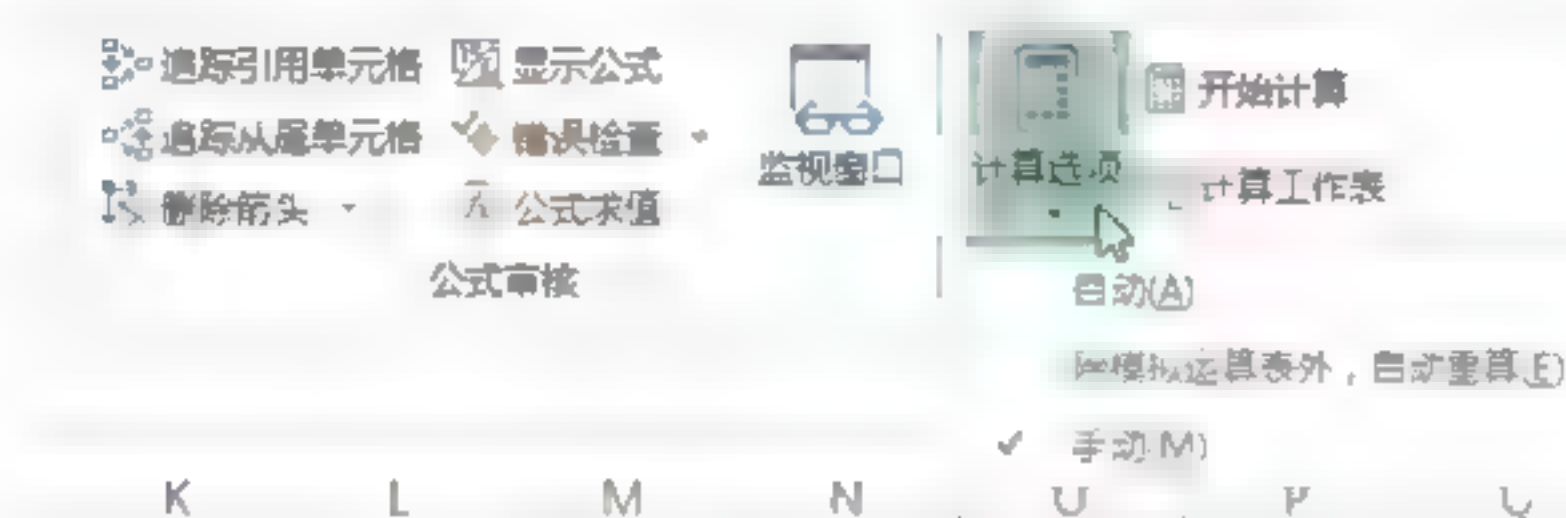 追踪引用单元格 显示公式
追踪从属单元格 错误检查
删除箭头 公式求值
公式审核
监视窗口
计算选项
开始计算
计算工作表
自动(A)
除模拟运算表外，自动重算(E)
✓ 手动(M)
K L M N O P Q